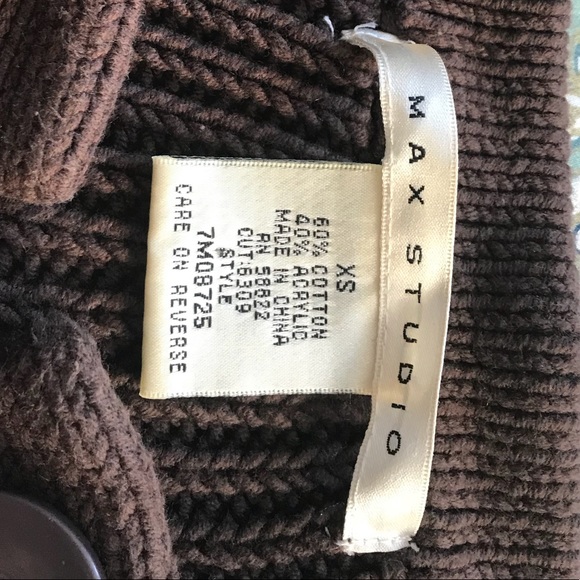 MAX STUDIO
XS
60% COTTON
40% ACRYLIC
MADE IN CHINA
RN 58822
CUT:6309
STYLE
7M08725
CARE ON REVERSE